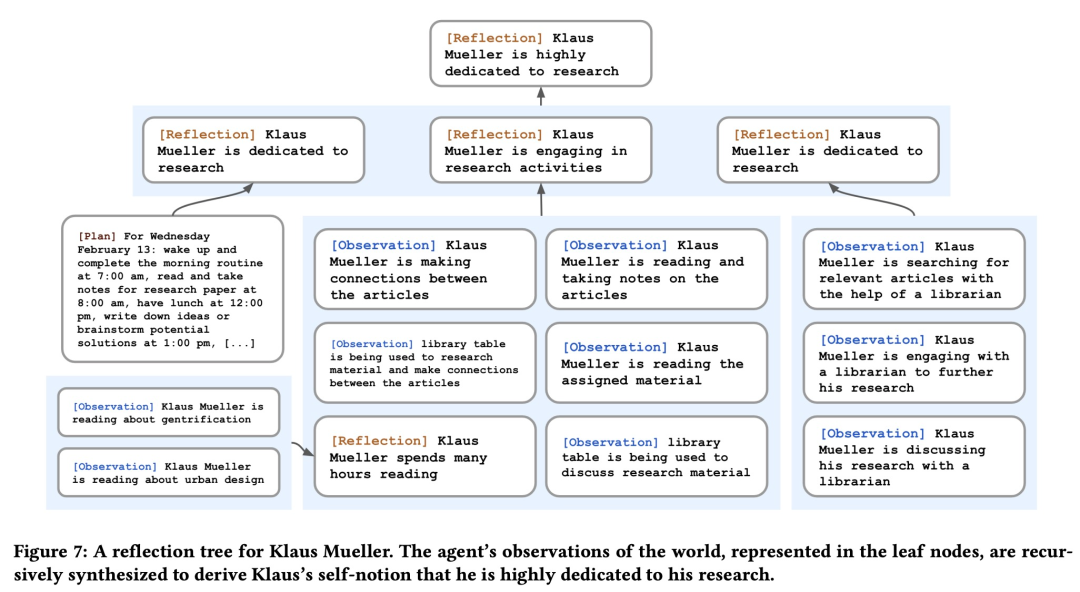 [Reflection] Klaus
Mueller is highly
dedicated to research
[Reflection] Klaus
Mueller is dedicated to
research
[Reflection] Klaus
Mueller is engaging in
research activities
[Reflection] Klaus
Mueller is dedicated to
research
[Plan] For Wednesday
February 13: wake up and
complete the morning routine
at 7:00 am, read and take
notes for research paper at
8:00 am, have lunch at 12:00
pm, write down ideas or
brainstorm potential
solutions at 1:00 pm, [...]
[Observation] Klaus Mueller is
reading about gentrification
[Observation] Klaus Mueller
is reading about urban design
[Observation] Klaus
Mueller is making
connections between
the articles
[Observation] Klaus
Mueller is reading and
taking notes on the
articles
[Observation] library table
is being used to research
material and make connections
between the articles
[Observation] Klaus
Mueller is reading the
assigned material
[Reflection] Klaus
Mueller spends many
hours reading
[Observation] library
table is being used to
discuss research material
[Observation] Klaus
Mueller is searching for
relevant articles with
the help of a librarian
[Observation] Klaus
Mueller is engaging with
a librarian to further
his research
[Observation] Klaus
Mueller is discussing
his research with a
librarian
Figure 7: A reflection tree for Klaus Mueller. The agent's observations of the world, represented in the leaf nodes, are recur-
sively synthesized to derive Klaus's self-notion that he is highly dedicated to his research.